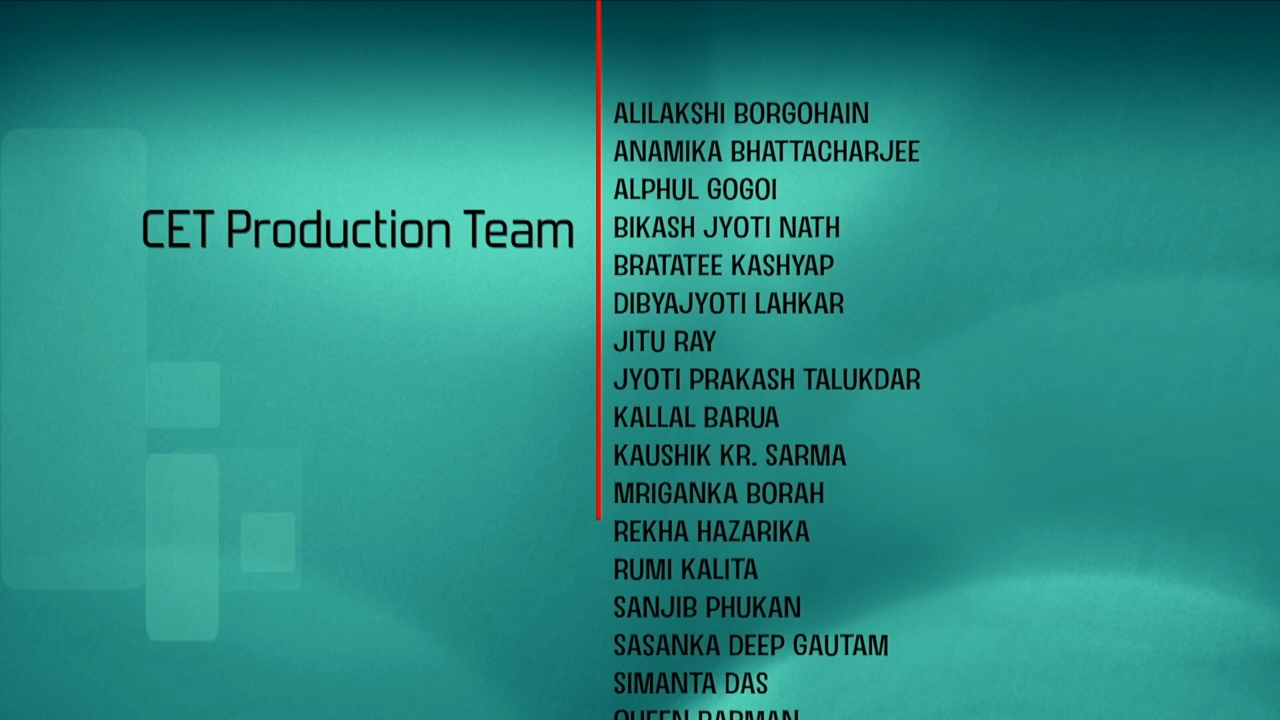 CET Production Team
ALILAKSHI BORGOHAIN
ANAMIKA BHATTACHARJEE
ALPHUL GOGOI
BIKASH JYOTI NATH
BRATATEE KASHYAP
DIBYAJYOTI LAHKAR
JITU RAY
JYOTI PRAKASH TALUKDAR
KALLAL BARUA
KAUSHIK KR. SARMA
MRIGANKA BORAH
REKHA HAZARIKA
RUMI KALITA
SANJIB PHUKAN
SASANKA DEEP GAUTAM
SIMANTA DAS